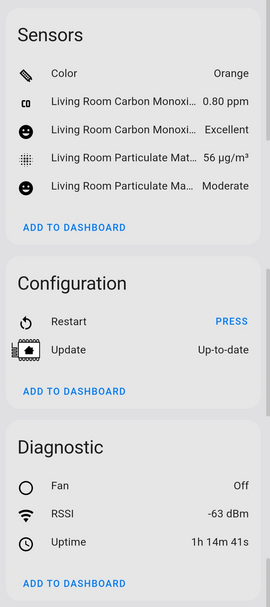 Sensors
Color Orange
CO Living Room Carbon Monoxi... 0.80 ppm
Living Room Carbon Monoxi... Excellent
Living Room Particulate Mat... 56 µg/m³
Living Room Particulate Ma... Moderate
ADD TO DASHBOARD
Configuration
Restart PRESS
Update Up-to-date
ADD TO DASHBOARD
Diagnostic
Fan Off
RSSI -63 dBm
Uptime 1h 14m 41s
ADD TO DASHBOARD